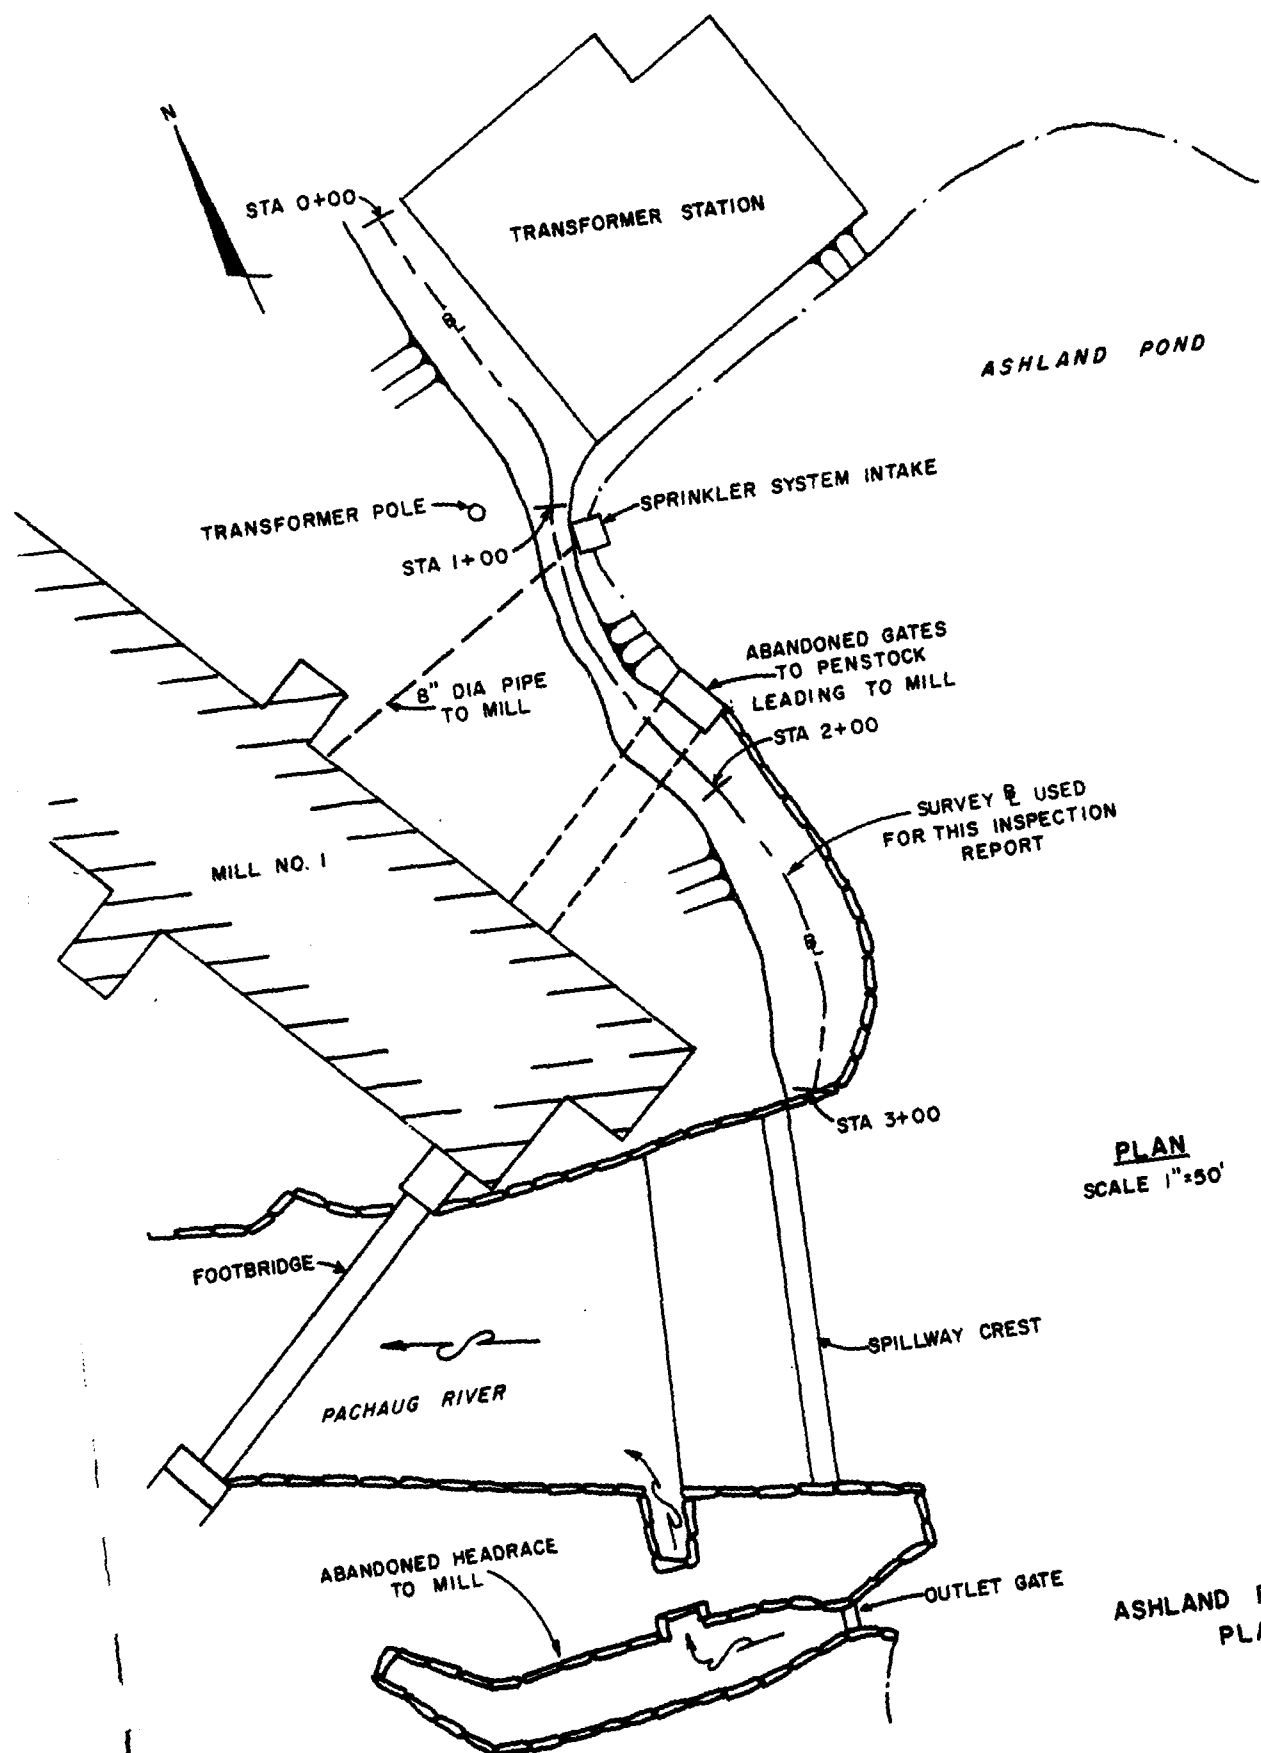 N
STA 0+00
TRANSFORMER STATION
℄
ASHLAND POND
SPRINKLER SYSTEM INTAKE
TRANSFORMER POLE
STA 1+00
ABANDONED GATES
TO PENSTOCK
LEADING TO MILL
8" DIA PIPE
TO MILL
STA 2+00
SURVEY ℄ USED
FOR THIS INSPECTION
REPORT
MILL NO. 1
℄
STA 3+00
PLAN
SCALE 1"=50'
FOOTBRIDGE
SPILLWAY CREST
PACHAUG RIVER
ABANDONED HEADRACE
TO MILL
OUTLET GATE
ASHLAND
PLA